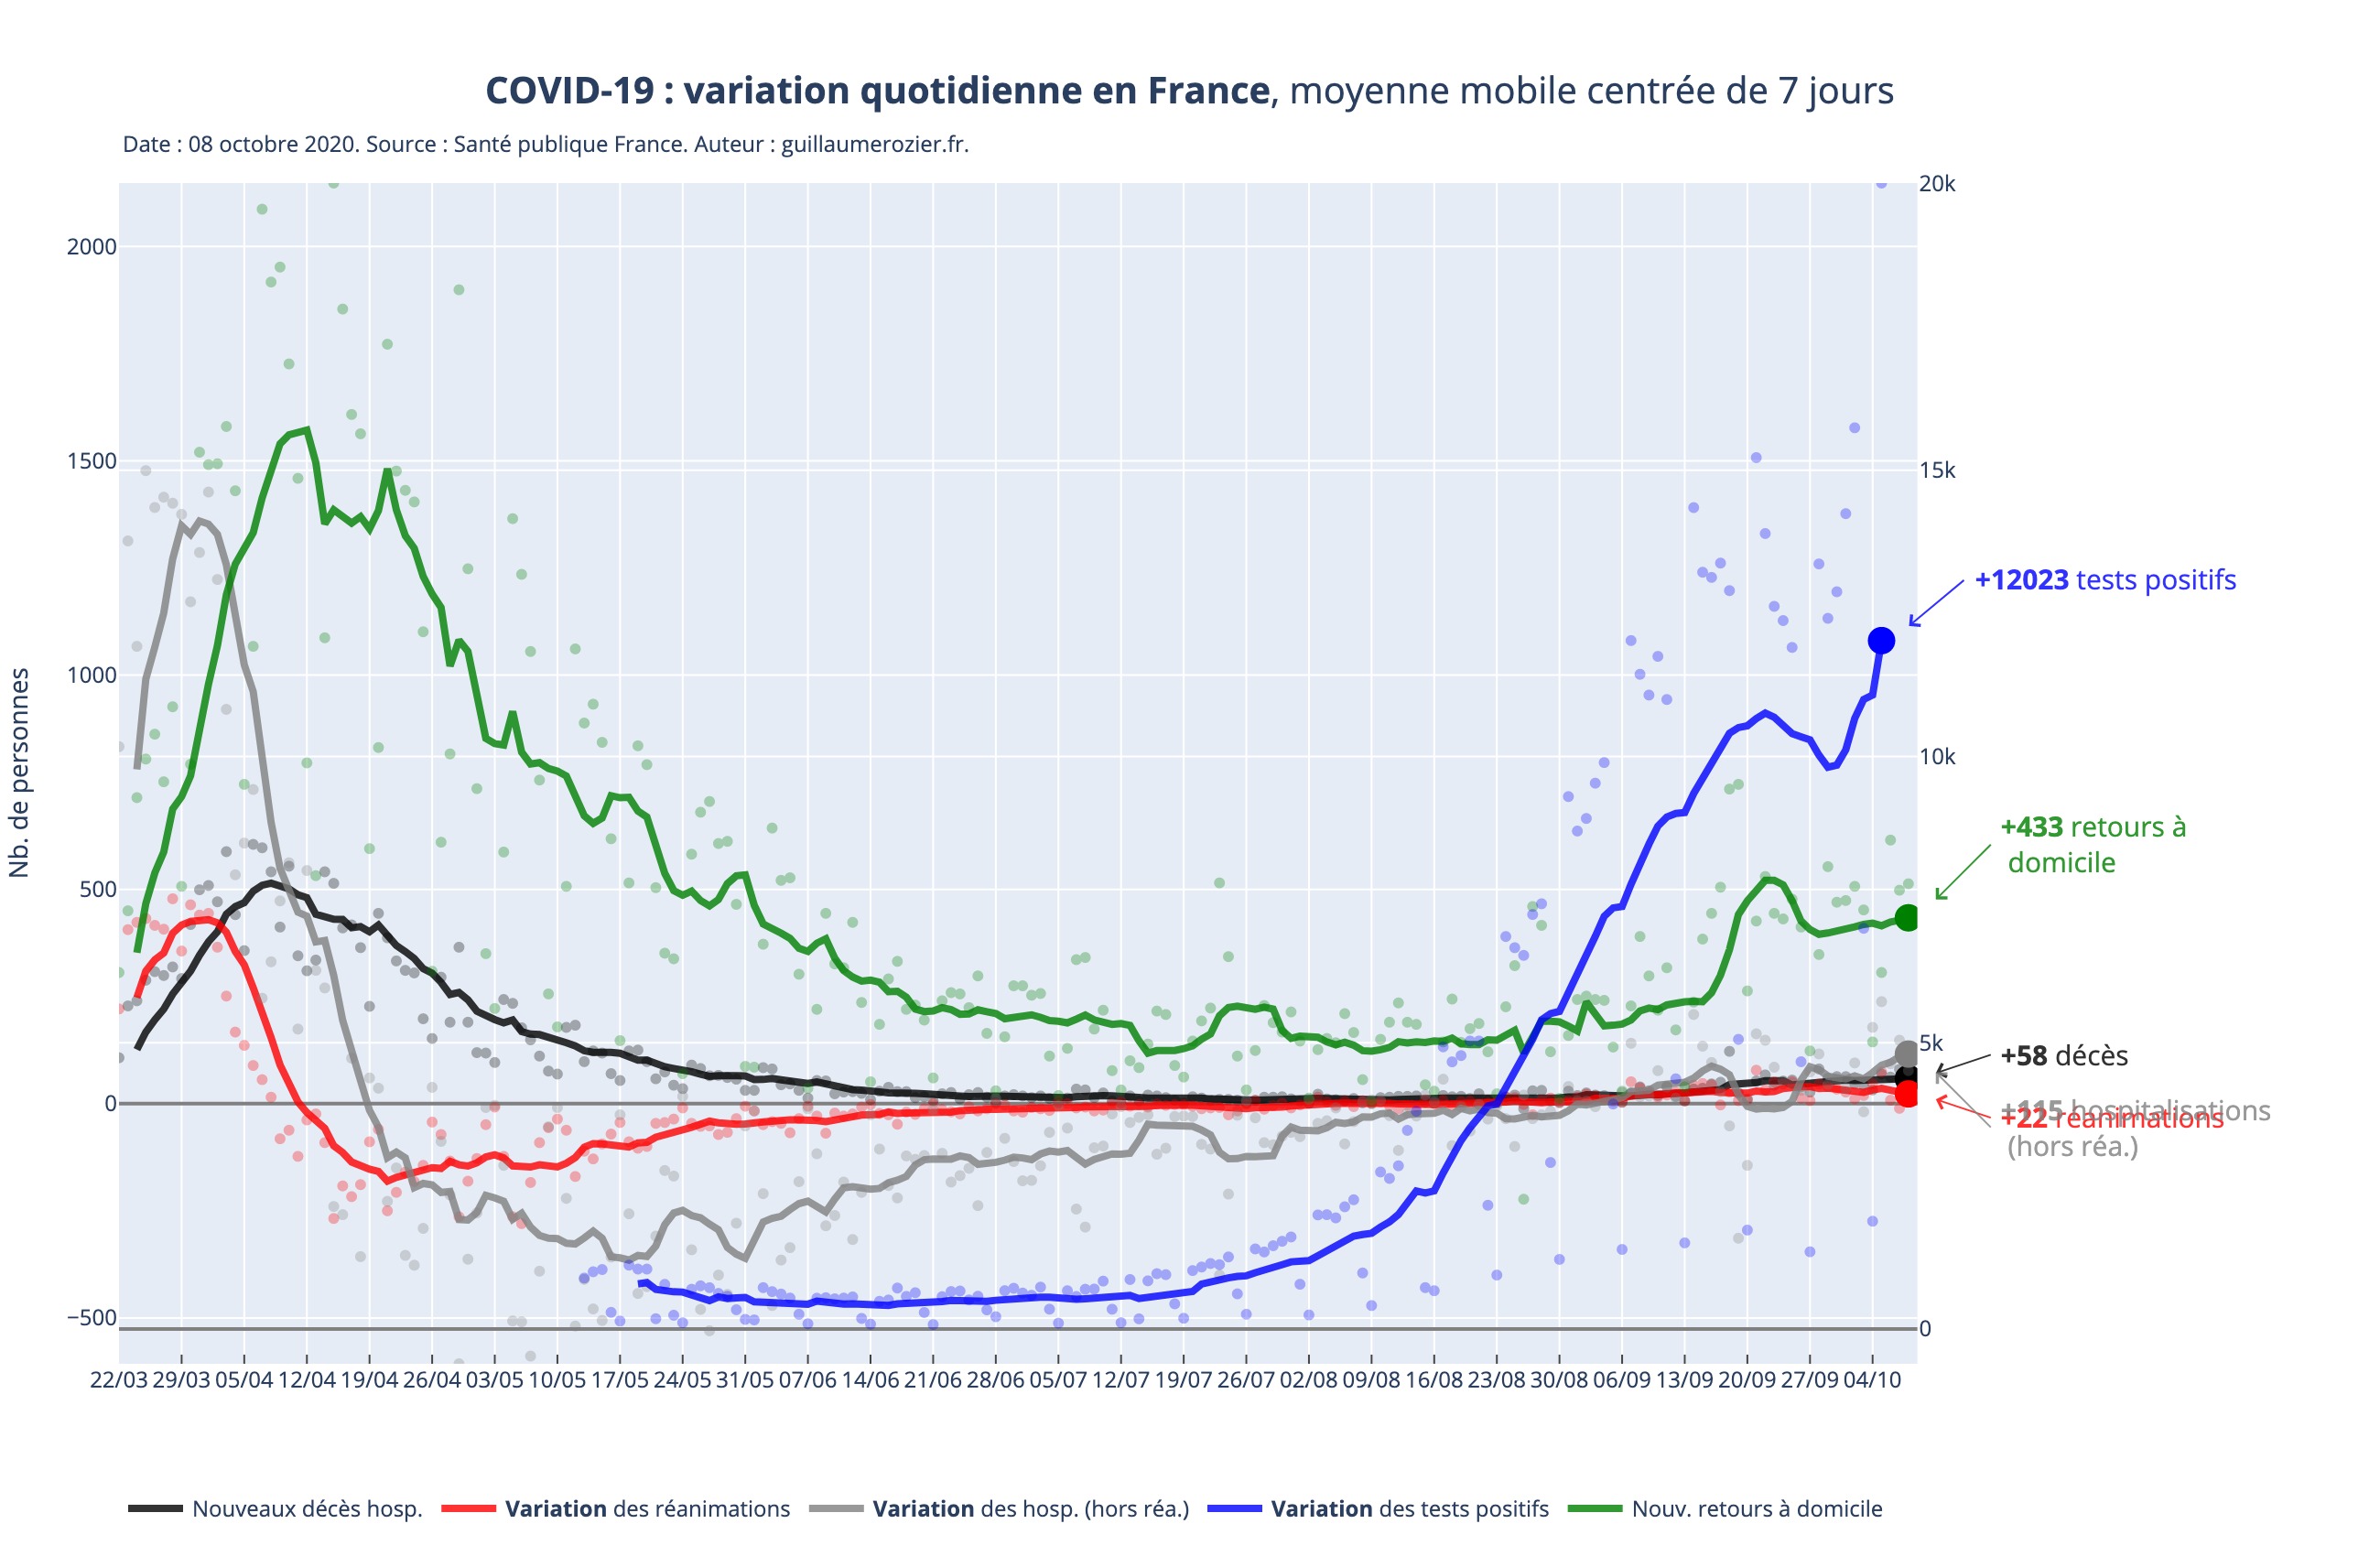 COVID-19 : variation quotidienne en France, moyenne mobile centrée de 7 jours
Date : 08 octobre 2020. Source : Santé publique France. Auteur : guillaumerozier.fr.
Nb. de personnes
2000
1500
1000
500
0
−500
20k
15k
10k
5k
0
+12023 tests positifs
+433 retours à
domicile
+58 décès
+115 hospitalisations
(hors réa.)
+22 réanimations
22/03 29/03 05/04 12/04 19/04 26/04 03/05 10/05 17/05 24/05 31/05 07/06 14/06 21/06 28/06 05/07 12/07 19/07 26/07 02/08 09/08 16/08 23/08 30/08 06/09 13/09 20/09 27/09 04/10
Nouveaux décès hosp. Variation des réanimations Variation des hosp. (hors réa.) Variation des tests positifs Nouv. retours à domicile